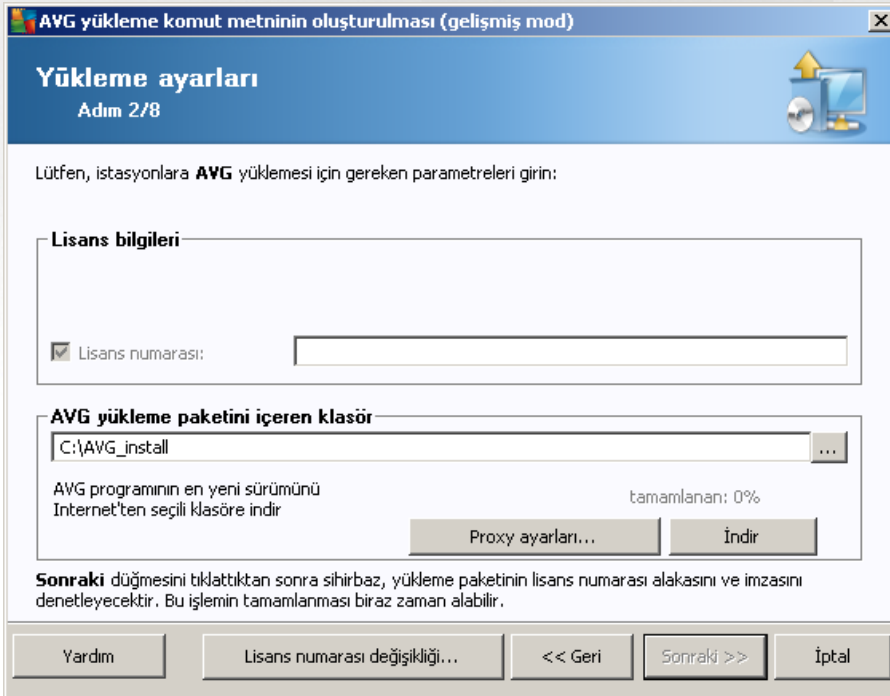 AVG yükleme komut metninin oluşturulması (gelişmiş mod)
Yükleme ayarları
Adım 2/8
Lütfen, istasyonlara AVG yüklemesi için gereken parametreleri girin:
Lisans bilgileri
Lisans numarası:
AVG yükleme paketini içeren klasör
C:\AVG_install
...
AVG programının en yeni sürümünü
Internet'ten seçili klasöre indir
tamamlanan: 0%
Proxy ayarları...
İndir
Sonraki düğmesini tıklattıktan sonra sihirbaz, yükleme paketinin lisans numarası alakasını ve imzasını
denetleyecektir. Bu işlemin tamamlanması biraz zaman alabilir.
Yardım
Lisans numarası değişikliği...
<< Geri
Sonraki >>
İptal